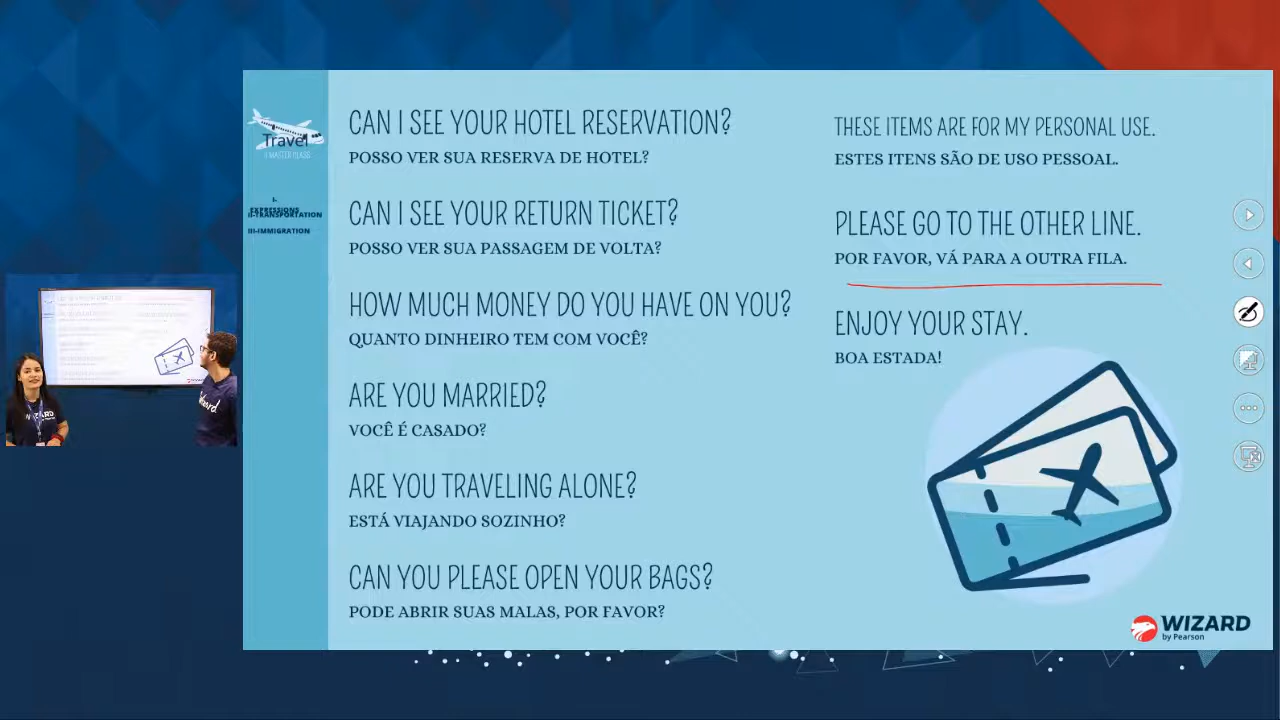 Travel
A MASTER CLASS
I-
EXPRESSIONS
II-TRANSPORTATION
III-IMMIGRATION
CAN I SEE YOUR HOTEL RESERVATION?
POSSO VER SUA RESERVA DE HOTEL?
CAN I SEE YOUR RETURN TICKET?
POSSO VER SUA PASSAGEM DE VOLTA?
HOW MUCH MONEY DO YOU HAVE ON YOU?
QUANTO DINHEIRO TEM COM VOCÊ?
ARE YOU MARRIED?
VOCÊ É CASADO?
ARE YOU TRAVELING ALONE?
ESTÁ VIAJANDO SOZINHO?
CAN YOU PLEASE OPEN YOUR BAGS?
PODE ABRIR SUAS MALAS, POR FAVOR?
THESE ITEMS ARE FOR MY PERSONAL USE.
ESTES ITENS SÃO DE USO PESSOAL.
PLEASE GO TO THE OTHER LINE.
POR FAVOR, VÁ PARA A OUTRA FILA.
ENJOY YOUR STAY.
BOA ESTADA!
WIZARD
by Pearson
WIZARD